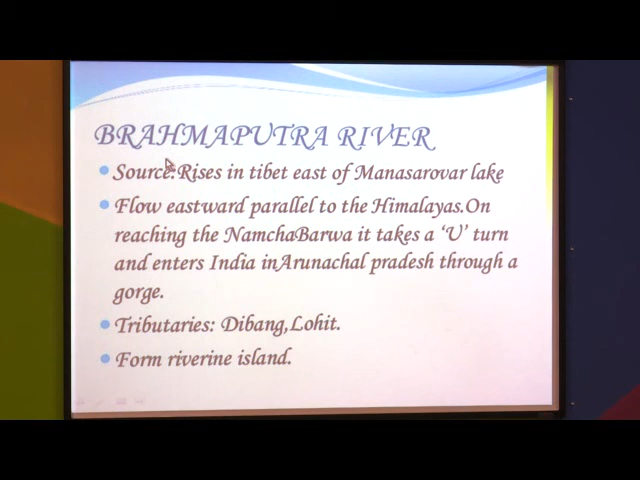 BRAHMAPUTRA RIVER
Source:Rises in tibet east of Manasarovar lake
Flow eastward parallel to the Himalayas.On
reaching the NamchaBarwa it takes a ‘U’ turn
and enters India inArunachal pradesh through a
gorge.
Tributaries: Dibang,Lohit.
Form riverine island.